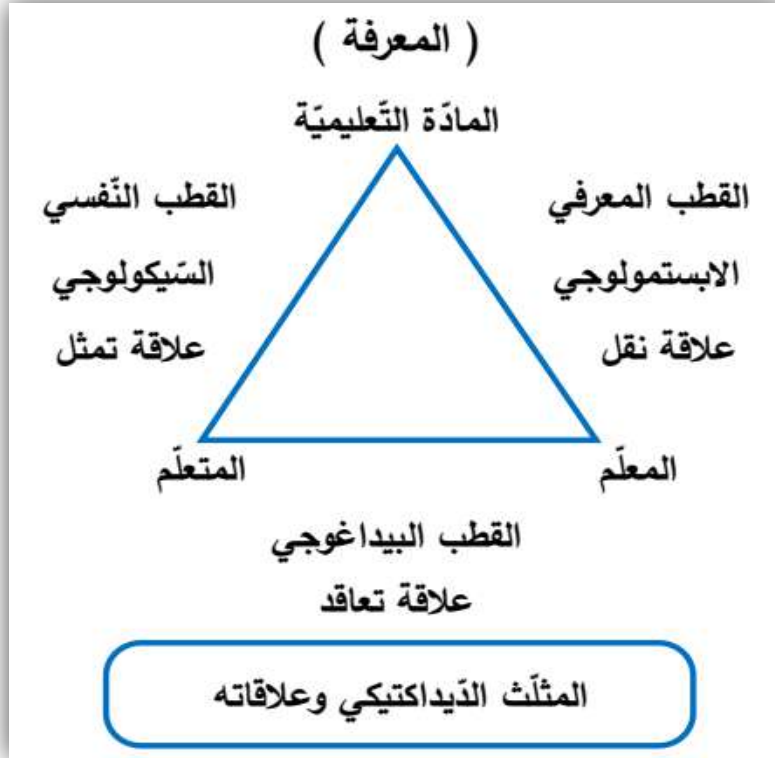 ( المعرفة )
المادّة التّعليميّة
القطب المعرفي
الابستمولوجي
علاقة نقل
القطب النّفسي
السّيكولوجي
علاقة تمثل
المعلّم
المتعلّم
القطب البيداغوجي
علاقة تعاقد
المثلّث الدّيداكتيكي وعلاقاته